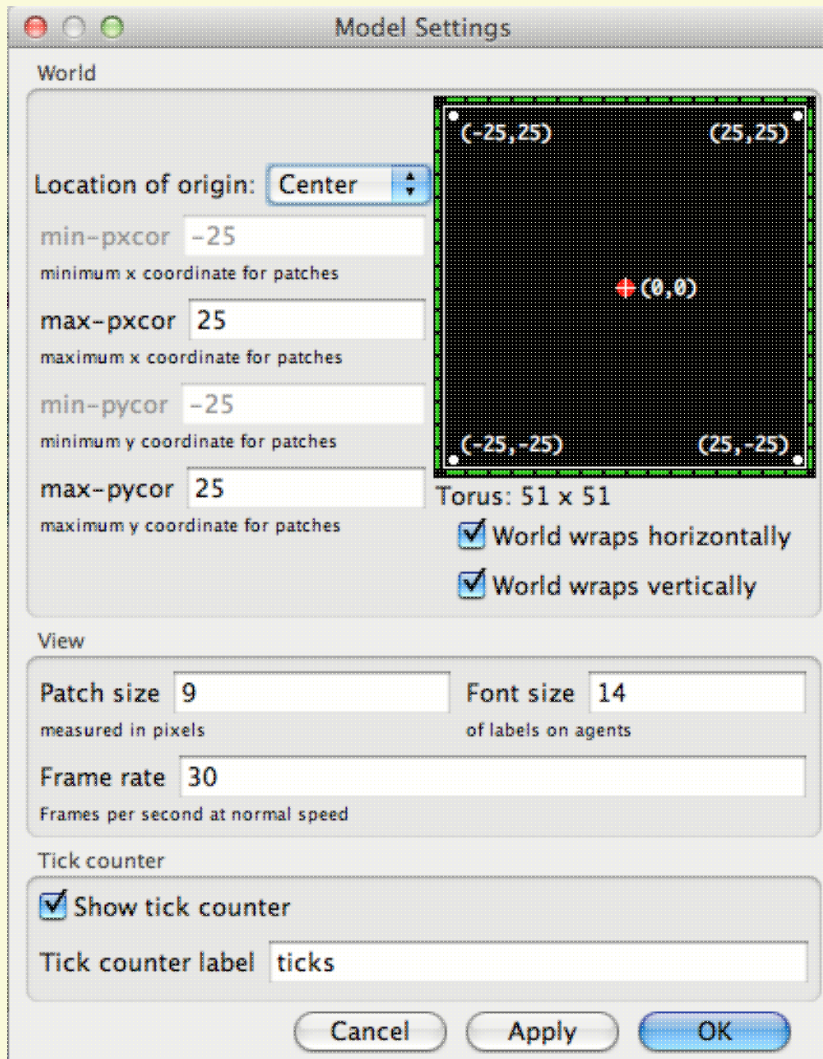 Model Settings
World
(-25,25) (25,25)
Location of origin: Center
min-pxcor -25
minimum x coordinate for patches
(0,0)
max-pxcor 25
maximum x coordinate for patches
min-pycor -25
minimum y coordinate for patches
(-25,-25) (25,-25)
max-pycor 25
maximum y coordinate for patches
Torus: 51 x 51
World wraps horizontally
World wraps vertically
View
Patch size 9 Font size 14
measured in pixels of labels on agents
Frame rate 30
Frames per second at normal speed
Tick counter
Show tick counter
Tick counter label ticks
Cancel Apply OK